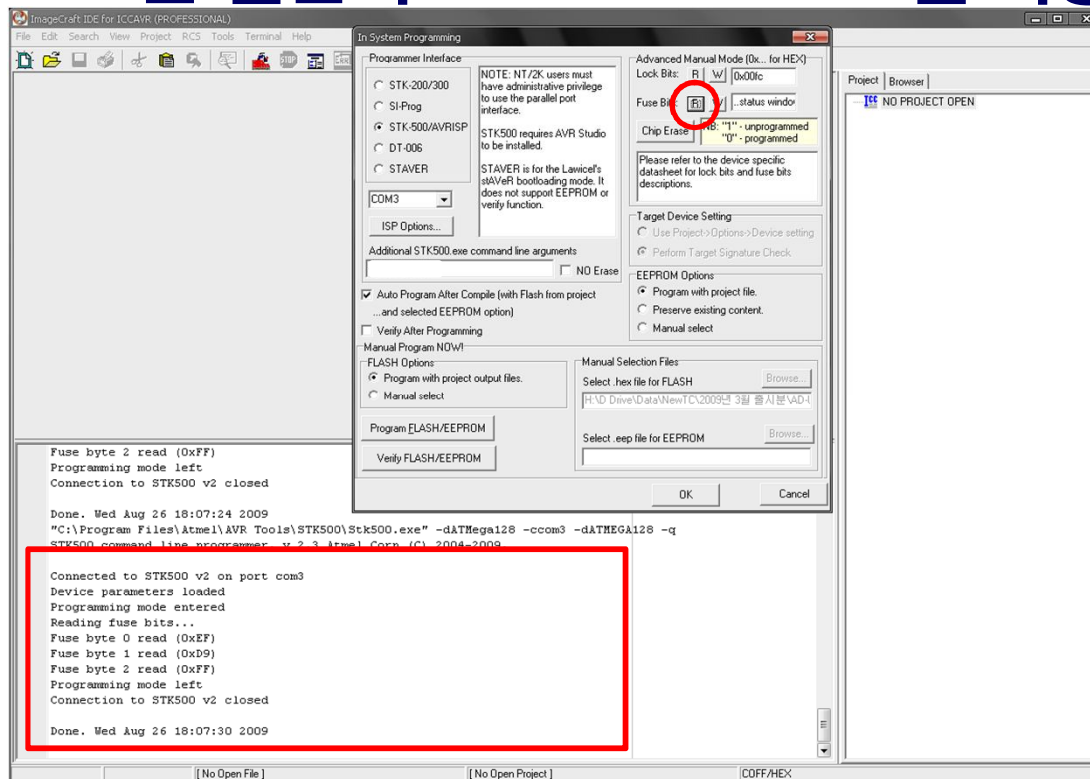 ImageCraft IDE for ICCAVR (PROFESSIONAL)
File Edit Search View Project RCS Tools Terminal Help
In System Programming
Programmer Interface
STK-200/300
SI-Prog
STK-500/AVRISP
DT-006
STAVER
NOTE: NT/2K users must
have administrative privilege
to use the parallel port
interface.
STK500 requires AVR Studio
to be installed.
STAVER is for the Lawicel's
stAVeR bootloading mode. It
does not support EEPROM or
verify function.
COM3
ISP Options...
Additional STK500.exe command line arguments
NO Erase
Auto Program After Compile (with Flash from project
...and selected EEPROM option)
Verify After Programming
Advanced Manual Mode (0x... for HEX)
Lock Bits: R W 0x00fc
Fuse Bits: R W ..status window
Chip Erase
NB: "1" - unprogrammed
"0" - programmed
Please refer to the device specific
datasheet for lock bits and fuse bits
descriptions.
Target Device Setting
Use Project->Options->Device setting
Perform Target Signature Check
EEPROM Options
Program with project file.
Preserve existing content.
Manual select
Manual Program NOW!
FLASH Options
Program with project output files.
Manual select
Program FLASH/EEPROM
Verify FLASH/EEPROM
Manual Selection Files
Select .hex file for FLASH
Browse...
H:\D Drive\Data\NewTC\2009년 3월 출시분\AD-
Select .eep file for EEPROM
Browse...
OK Cancel
Project Browser
NO PROJECT OPEN
Fuse byte 2 read (0xFF)
Programming mode left
Connection to STK500 v2 closed
Done. Wed Aug 26 18:07:24 2009
"C:\Program Files\Atmel\AVR Tools\STK500\Stk500.exe" -dATMega128 -ccom3 -dATMEGA128 -q
STK500 command line programmer, v 2.3 Atmel Corp (C) 2004-2009.
Connected to STK500 v2 on port com3
Device parameters loaded
Programming mode entered
Reading fuse bits...
Fuse byte 0 read (0xEF)
Fuse byte 1 read (0xD9)
Fuse byte 2 read (0xFF)
Programming mode left
Connection to STK500 v2 closed
Done. Wed Aug 26 18:07:30 2009
[ No Open File ] [ No Open Project ] COFF/HEX